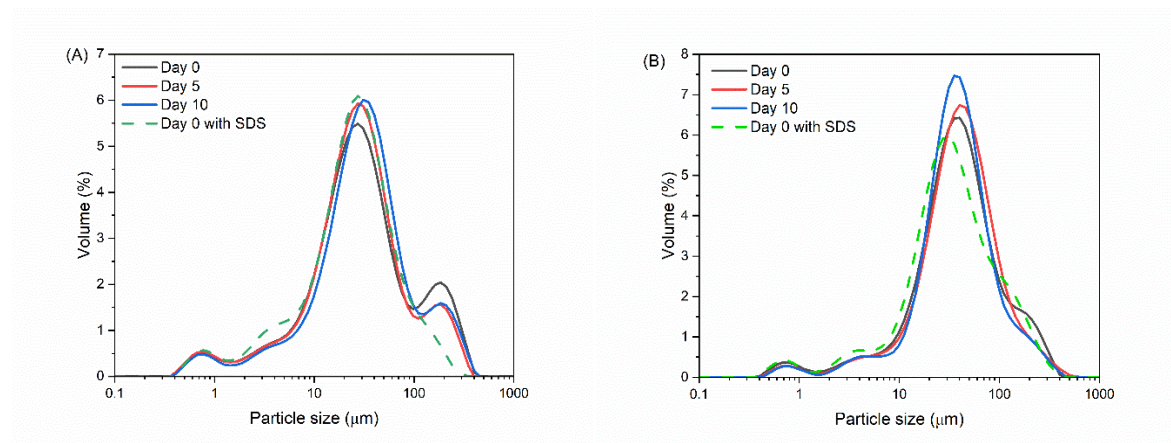 (A)
Day 0
Day 5
Day 10
Day 0 with SDS
7
6
5
4
3
2
1
0
Volume (%)
0.1 1 10 100 1000
Particle size (μm)
(B)
Day 0
Day 5
Day 10
Day 0 with SDS
8
7
6
5
4
3
2
1
0
Volume (%)
0.1 1 10 100 1000
Particle size (μm)